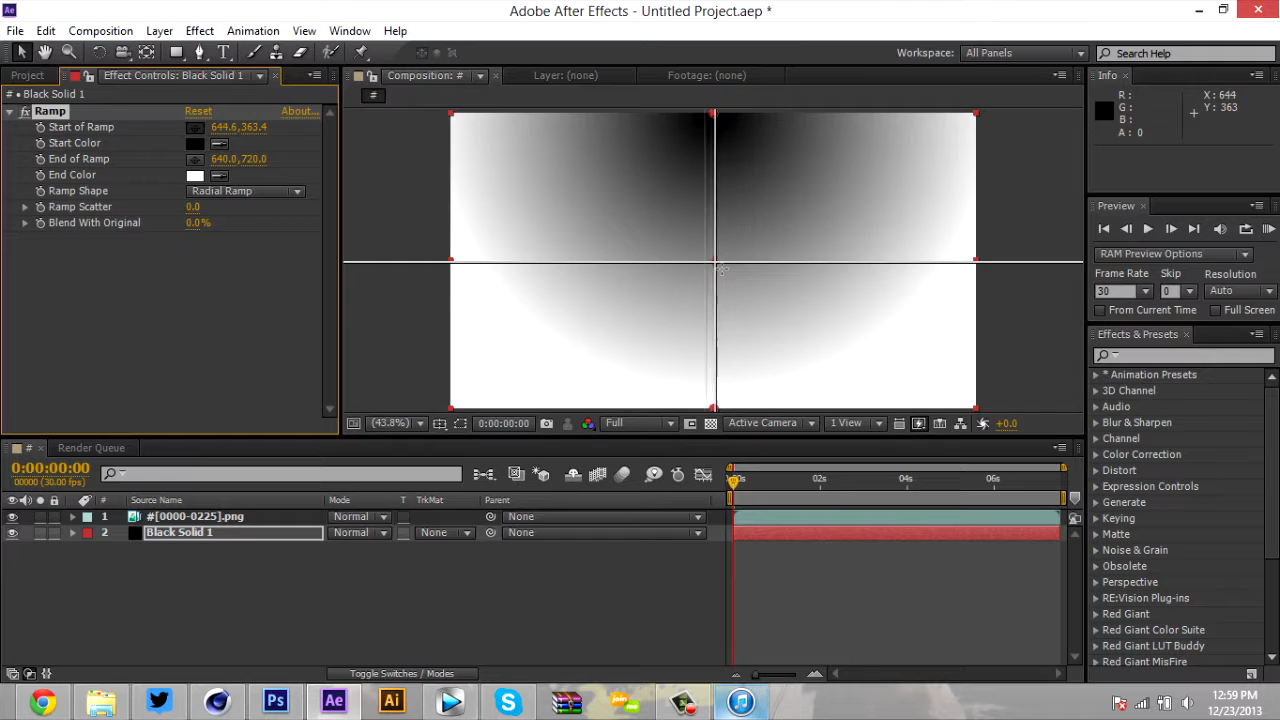 Adobe After Effects - Untitled Project.aep *
File Edit Composition Layer Effect Animation View Window Help
Workspace: All Panels Search Help
Project Effect Controls: Black Solid 1
# • Black Solid 1
Ramp Reset About...
Start of Ramp 644.6,363.4
Start Color
End of Ramp 640.0,720.0
End Color
Ramp Shape Radial Ramp
Ramp Scatter 0.0
Blend With Original 0.0%
Composition: # Layer: (none) Footage: (none)
#
(43.8%) 0:00:00:00 Full Active Camera 1 View +0.0
Info
R: X: 644
G: Y: 363
B:
A: 0
Preview
RAM Preview Options
Frame Rate Skip Resolution
30 0 Auto
From Current Time Full Screen
Effects & Presets
* Animation Presets
3D Channel
Audio
Blur & Sharpen
Channel
Color Correction
Distort
Expression Controls
Generate
Keying
Matte
Noise & Grain
Obsolete
Perspective
RE:Vision Plug-ins
Red Giant
Red Giant Color Suite
Red Giant LUT Buddy
Red Giant MisFire
# Render Queue
0:00:00:00
00000 (30.00 fps)
02s 04s 06s
# Source Name Mode T TrkMat Parent
1 #[0000-0225].png Normal None
2 Black Solid 1 Normal None None
Toggle Switches / Modes
Ps Ae Ai join me
12:59 PM
12/23/2013